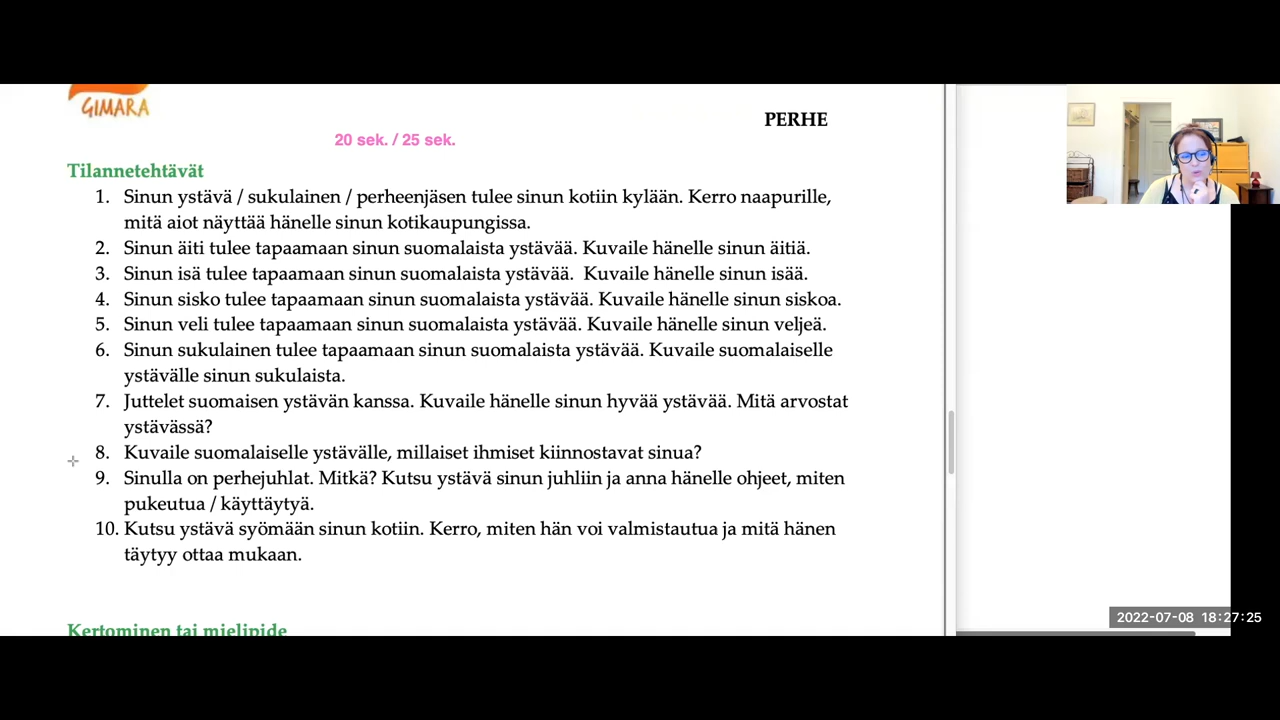 GIMARA
PERHE
20 sek. / 25 sek.
Tilannetehtävät
1. Sinun ystävä / sukulainen / perheenjäsen tulee sinun kotiin kylään. Kerro naapurille,
mitä aiot näyttää hänelle sinun kotikaupungissa.
2. Sinun äiti tulee tapaamaan sinun suomalaista ystävää. Kuvaile hänelle sinun äitiä.
3. Sinun isä tulee tapaamaan sinun suomalaista ystävää. Kuvaile hänelle sinun isää.
4. Sinun sisko tulee tapaamaan sinun suomalaista ystävää. Kuvaile hänelle sinun siskoa.
5. Sinun veli tulee tapaamaan sinun suomalaista ystävää. Kuvaile hänelle sinun veljeä.
6. Sinun sukulainen tulee tapaamaan sinun suomalaista ystävää. Kuvaile suomalaiselle
ystävälle sinun sukulaista.
7. Juttelet suomaisen ystävän kanssa. Kuvaile hänelle sinun hyvää ystävää. Mitä arvostat
ystävässä?
8. Kuvaile suomalaiselle ystävälle, millaiset ihmiset kiinnostavat sinua?
9. Sinulla on perhejuhlat. Mitkä? Kutsu ystävä sinun juhliin ja anna hänelle ohjeet, miten
pukeutua / käyttäytyä.
10. Kutsu ystävä syömään sinun kotiin. Kerro, miten hän voi valmistautua ja mitä hänen
täytyy ottaa mukaan.
Kertominen tai mielipide
2022-07-08 18:27:25